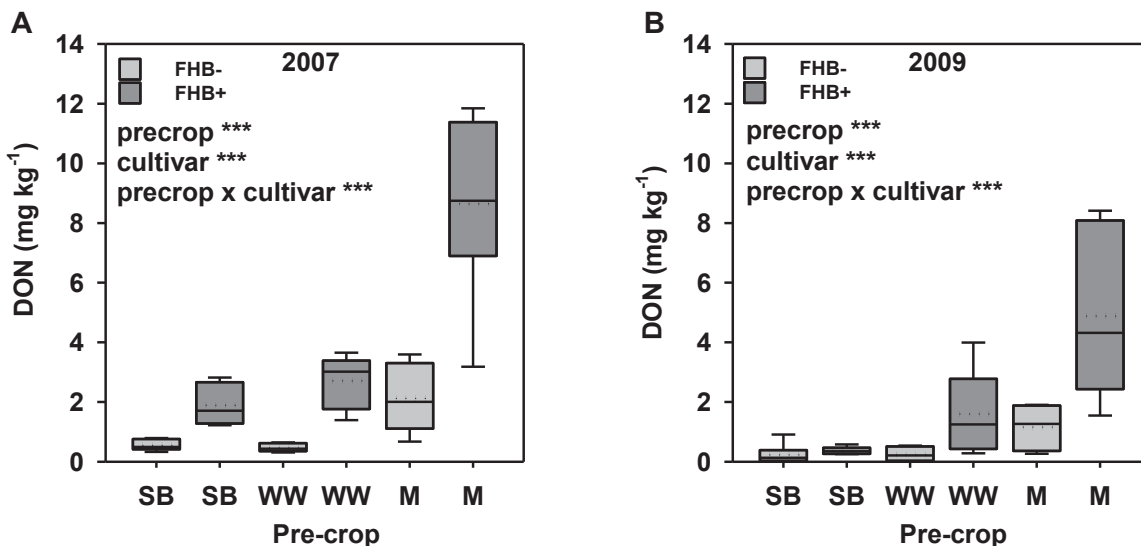 A
14
12
10
8
6
4
2
0
DON (mg kg-1)
2007
FHB-
FHB+
precrop ***
cultivar ***
precrop x cultivar ***
SB SB WW WW M M
Pre-crop
B
14
12
10
8
6
4
2
0
DON (mg kg-1)
2009
FHB-
FHB+
precrop ***
cultivar ***
precrop x cultivar ***
SB SB WW WW M M
Pre-crop